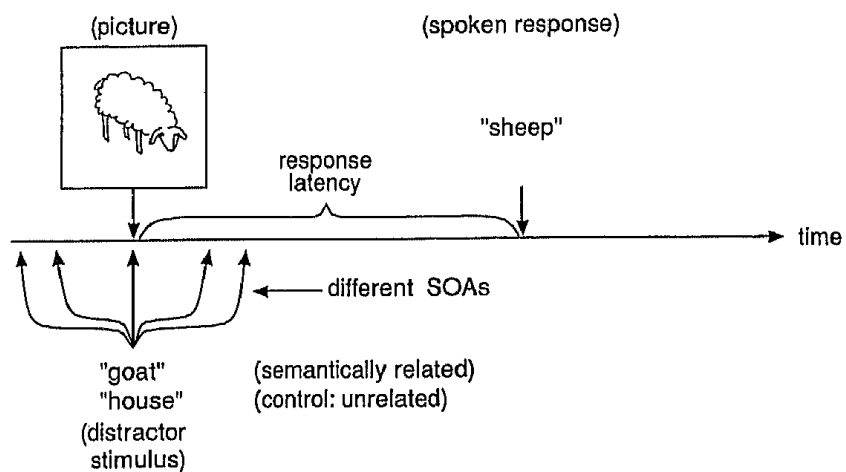 (picture)
(spoken response)
"sheep"
response
latency
time
different SOAs
"goat"
(semantically related)
"house"
(control: unrelated)
(distractor
stimulus)